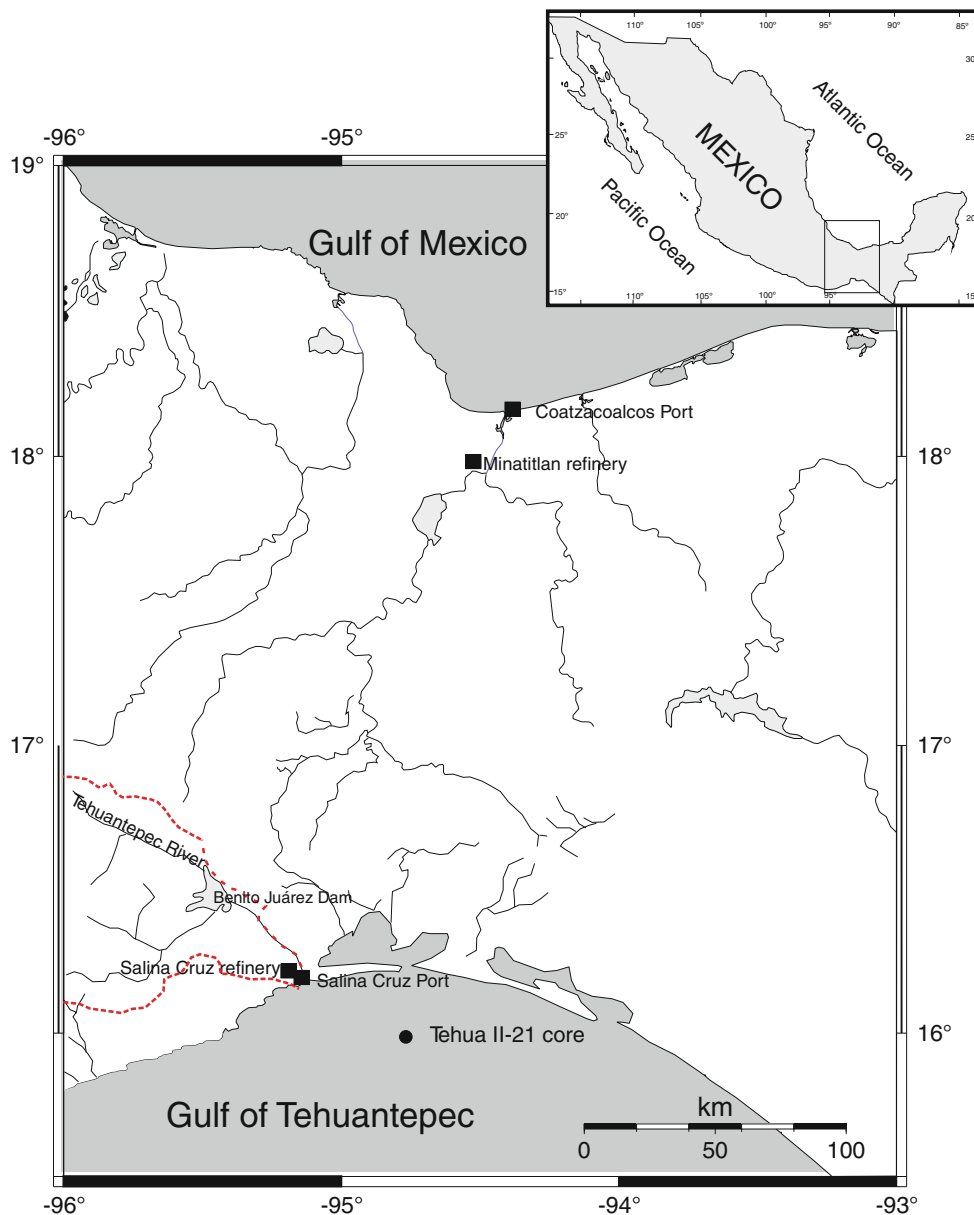 110°
105°
100°
95°
90°
85°
30
25°
25°
20°
20°
15°
15
110°
105°
100°
95°
90°
85°
MEXICO
Atlantic Ocean
Pacific Ocean
-96°
-95°
19°
Gulf of Mexico
Coatzacoalcos Port
18°
Minatitlan refinery
18°
17°
17°
Tehuantepec River
Benito Juárez Dam
Salina Cruz refinery
Salina Cruz Port
16°
Tehua II-21 core
16°
Gulf of Tehuantepec
km
0
50
100
-96°
-95°
-94°
-93°